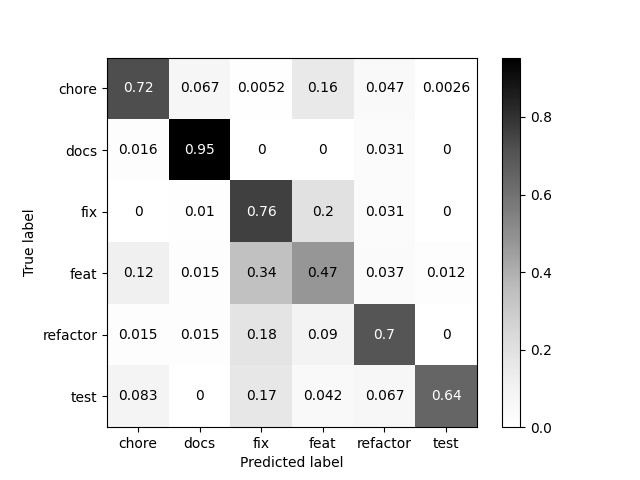 chore 0.72 0.067 0.0052 0.16 0.047 0.0026
docs 0.016 0.95 0 0 0.031 0
fix 0 0.01 0.76 0.2 0.031 0
feat 0.12 0.015 0.34 0.47 0.037 0.012
refactor 0.015 0.015 0.18 0.09 0.7 0
test 0.083 0 0.17 0.042 0.067 0.64
chore docs fix feat refactor test
Predicted label
True label
0.8
0.6
0.4
0.2
0.0